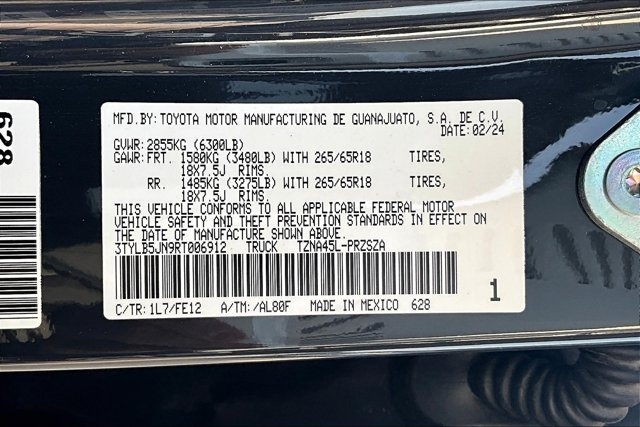 MFD.BY:TOYOTA MOTOR MANUFACTURING DE GUANAJUATO, S.A. DE C.V.
DATE:02/24
GVWR:2855KG (6300LB)
GAWR:FRT. 1580KG (3480LB) WITH 265/65R18 TIRES,
18X7.5J RIMS.
RR. 1485KG (3275LB) WITH 265/65R18 TIRES,
18X7.5J RIMS.
THIS VEHICLE CONFORMS TO ALL APPLICABLE FEDERAL MOTOR
VEHICLE SAFETY AND THEFT PREVENTION STANDARDS IN EFFECT ON
THE DATE OF MANUFACTURE SHOWN ABOVE.
3TYLB5JN9RT006912 TRUCK TZNA45L-PRZSZA
C/TR:1L7/FE12 A/TM:/AL80F MADE IN MEXICO 628
1
628